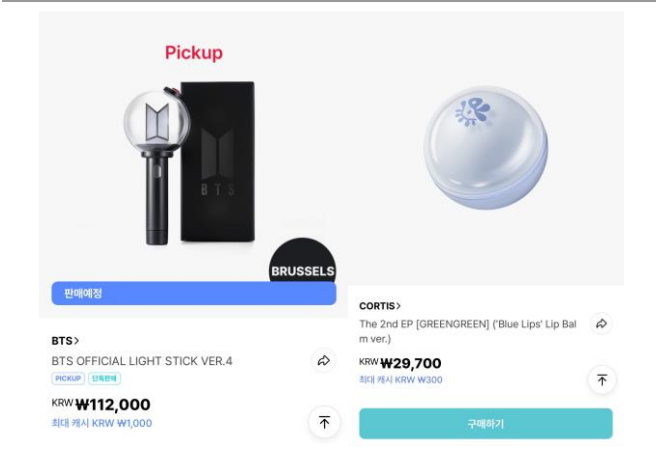 Pickup
BTS
BRUSSELS
판매예정
BTS>
BTS OFFICIAL LIGHT STICK VER.4
PICKUP 단독판매
KRW ₩112,000
최대 캐시 KRW ₩1,000
CORTIS>
The 2nd EP [GREENGREEN] ('Blue Lips' Lip Bal
m ver.)
KRW ₩29,700
최대 캐시 KRW ₩300
구매하기